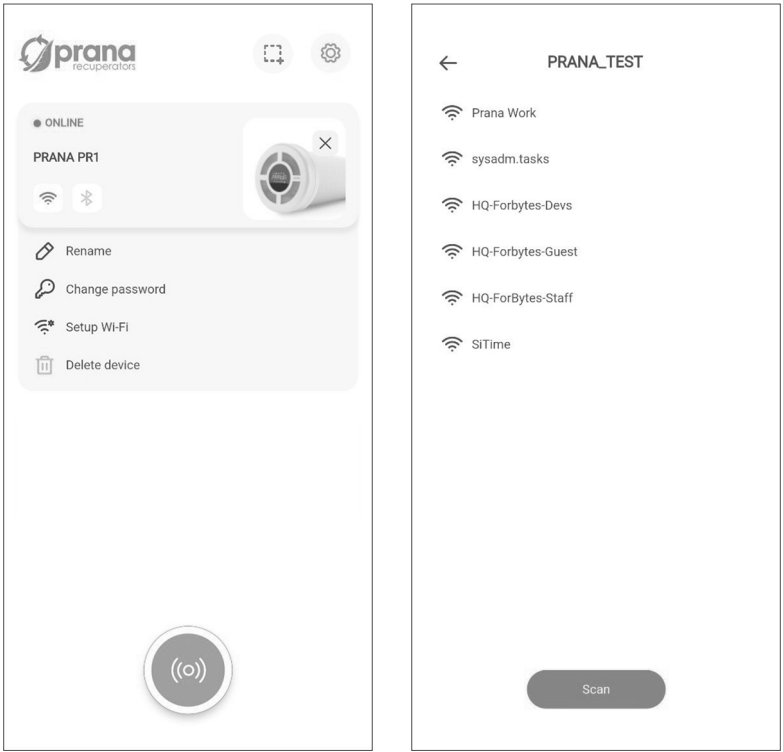 prana
recuperators
ONLINE
PRANA PR1
Rename
Change password
Setup Wi-Fi
Delete device
PRANA_TEST
Prana Work
sysadm.tasks
HQ-Forbytes-Devs
HQ-Forbytes-Guest
HQ-ForBytes-Staff
SiTime
Scan